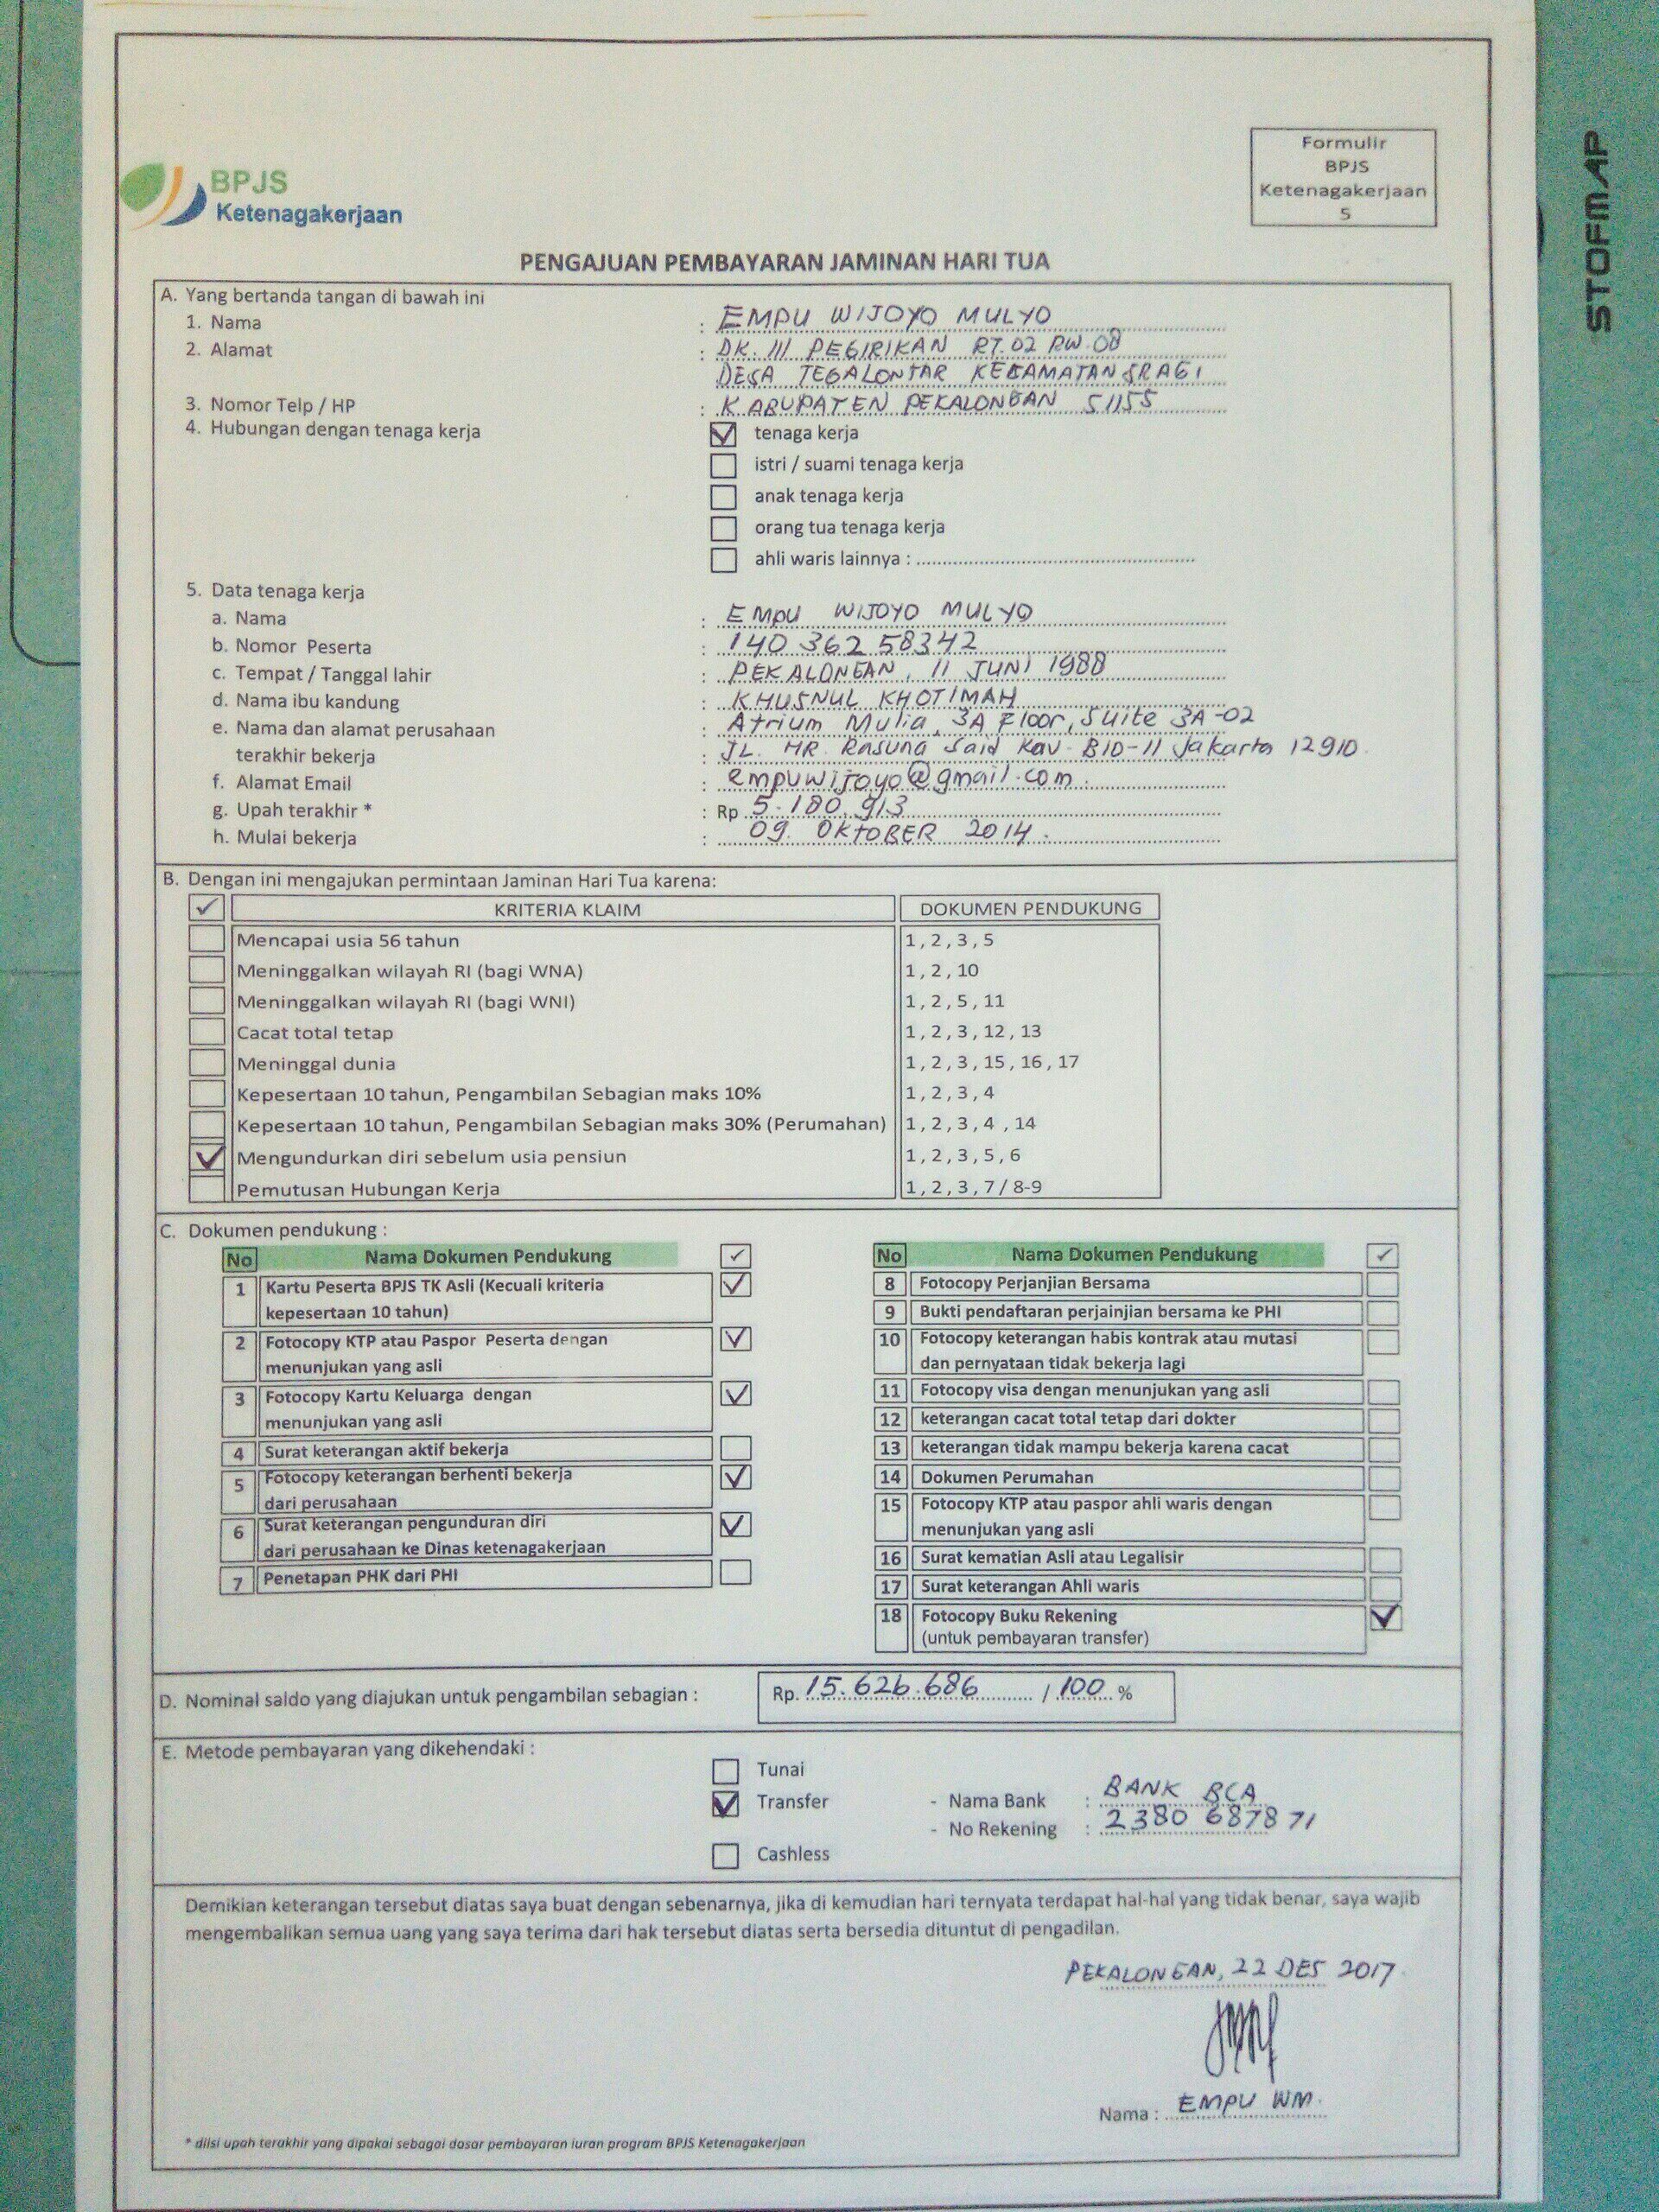 STOFMAP
Formulir
BPJS
Ketenagakerjaan
5
BPJS
Ketenagakerjaan
PENGAJUAN PEMBAYARAN JAMINAN HARI TUA
A. Yang bertanda tangan di bawah ini
1. Nama : EMPU WIJOYO MULYO
2. Alamat : DK. III PEGIRIKAN RT.02 RW.08
DESA TEGALONTAR KECAMATAN SRAGI
3. Nomor Telp / HP : KABUPATEN PEKALONGAN 51155
4. Hubungan dengan tenaga kerja ✓ tenaga kerja
istri / suami tenaga kerja
anak tenaga kerja
orang tua tenaga kerja
ahli waris lainnya :
5. Data tenaga kerja
a. Nama : EMPU WIJOYO MULYO
b. Nomor Peserta : 140 362 58342
c. Tempat / Tanggal lahir : PEKALONGAN, 11 JUNI 1988
d. Nama ibu kandung : KHUSNUL KHOTIMAH
e. Nama dan alamat perusahaan : Atrium Mulia, 3A Floor, Suite 3A-02
terakhir bekerja : JL. HR. Rasuna Said Kav. B10-11 Jakarta 12910
f. Alamat Email : empuwijoyo@gmail.com
g. Upah terakhir * : Rp 5.180.913
h. Mulai bekerja : 09. OKTOBER 2014.
B. Dengan ini mengajukan permintaan Jaminan Hari Tua karena:
✓ KRITERIA KLAIM DOKUMEN PENDUKUNG
Mencapai usia 56 tahun 1, 2, 3, 5
Meninggalkan wilayah RI (bagi WNA) 1, 2, 10
Meninggalkan wilayah RI (bagi WNI) 1, 2, 5, 11
Cacat total tetap 1, 2, 3, 12, 13
Meninggal dunia 1, 2, 3, 15, 16, 17
Kepesertaan 10 tahun, Pengambilan Sebagian maks 10% 1, 2, 3, 4
Kepesertaan 10 tahun, Pengambilan Sebagian maks 30% (Perumahan) 1, 2, 3, 4, 14
✓ Mengundurkan diri sebelum usia pensiun 1, 2, 3, 5, 6
Pemutusan Hubungan Kerja 1, 2, 3, 7 / 8-9
C. Dokumen pendukung :
No Nama Dokumen Pendukung ✓
1 Kartu Peserta BPJS TK Asli (Kecuali kriteria ✓
kepesertaan 10 tahun)
2 Fotocopy KTP atau Paspor Peserta dengan ✓
menunjukan yang asli
3 Fotocopy Kartu Keluarga dengan ✓
menunjukan yang asli
4 Surat keterangan aktif bekerja
5 Fotocopy keterangan berhenti bekerja ✓
dari perusahaan
6 Surat keterangan pengunduran diri ✓
dari perusahaan ke Dinas ketenagakerjaan
7 Penetapan PHK dari PHI
No Nama Dokumen Pendukung ✓
8 Fotocopy Perjanjian Bersama
9 Bukti pendaftaran perjainjian bersama ke PHI
10 Fotocopy keterangan habis kontrak atau mutasi
dan pernyataan tidak bekerja lagi
11 Fotocopy visa dengan menunjukan yang asli
12 keterangan cacat total tetap dari dokter
13 keterangan tidak mampu bekerja karena cacat
14 Dokumen Perumahan
15 Fotocopy KTP atau paspor ahli waris dengan
menunjukan yang asli
16 Surat kematian Asli atau Legalisir
17 Surat keterangan Ahli waris
18 Fotocopy Buku Rekening ✓
(untuk pembayaran transfer)
D. Nominal saldo yang diajukan untuk pengambilan sebagian : Rp. 15.626.686 / 100 %
E. Metode pembayaran yang dikehendaki :
Tunai
✓ Transfer - Nama Bank : BANK BCA
- No Rekening : 2380 6878 71
Cashless
Demikian keterangan tersebut diatas saya buat dengan sebenarnya, jika di kemudian hari ternyata terdapat hal-hal yang tidak benar, saya wajib
mengembalikan semua uang yang saya terima dari hak tersebut diatas serta bersedia dituntut di pengadilan.
PEKALONGAN, 22 DES 2017
Nama : EMPU WM.
* diisi upah terakhir yang dipakai sebagai dasar pembayaran iuran program BPJS Ketenagakerjaan